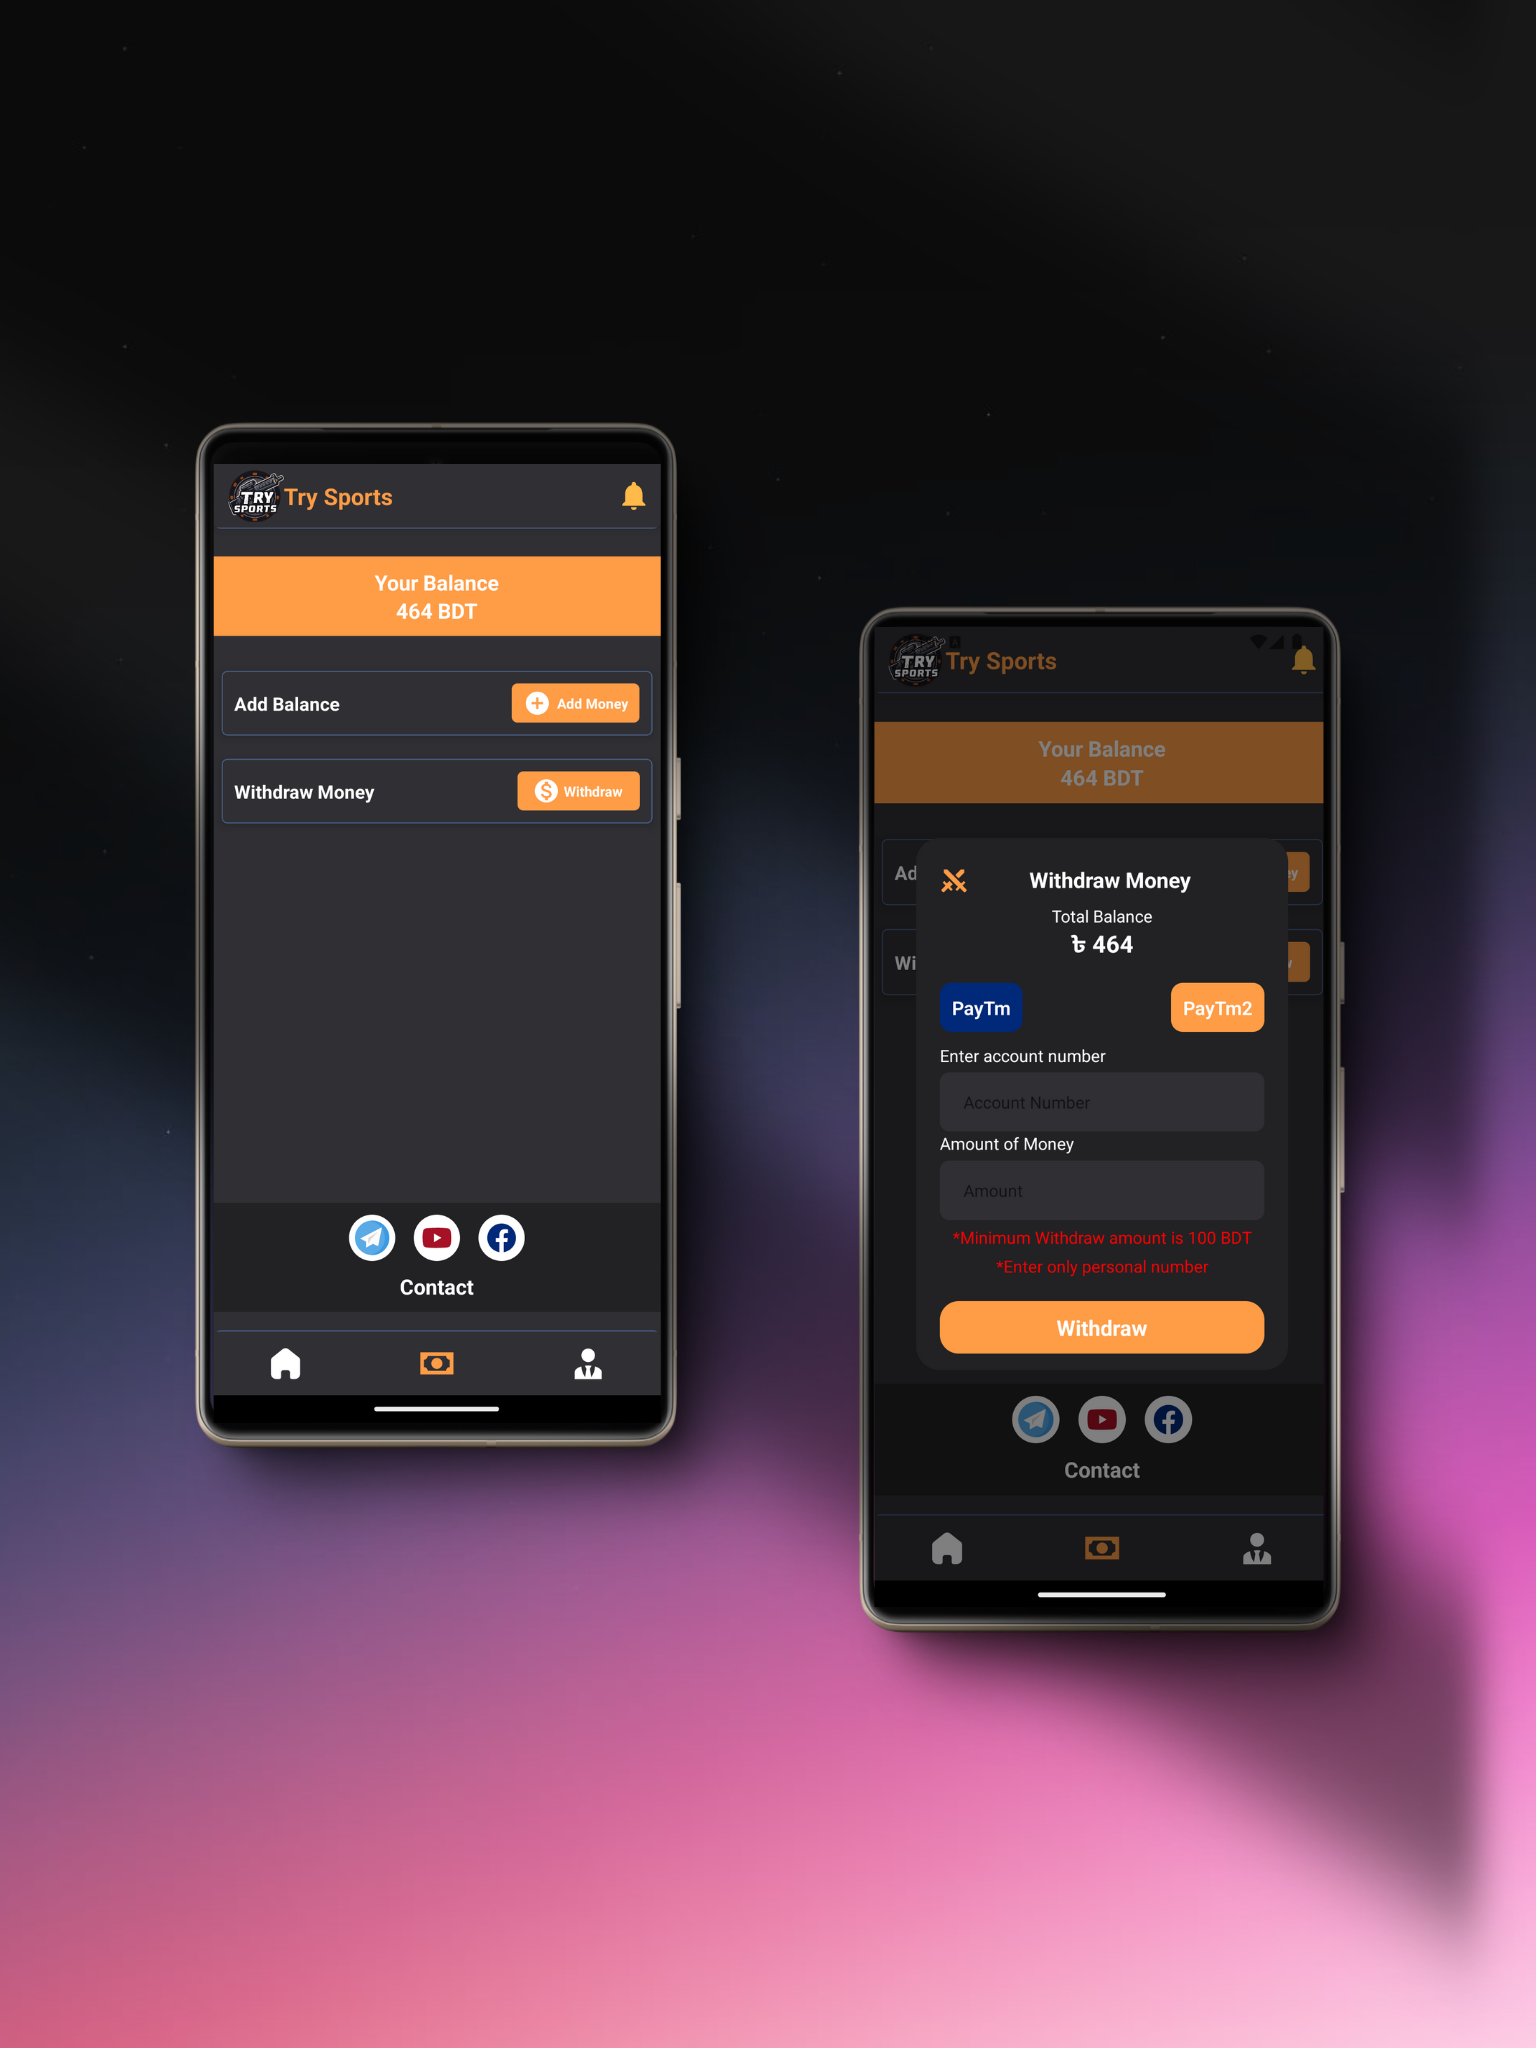 TRY
SPORTS
Try Sports
Your Balance
464 BDT
Add Balance
Add Money
Withdraw Money
Withdraw
Contact
TRY
SPORTS
Try Sports
Your Balance
464 BDT
Ad
ey
Wi
w
Withdraw Money
Total Balance
৳ 464
PayTm
PayTm2
Enter account number
Account Number
Amount of Money
Amount
*Minimum Withdraw amount is 100 BDT
*Enter only personal number
Withdraw
Contact